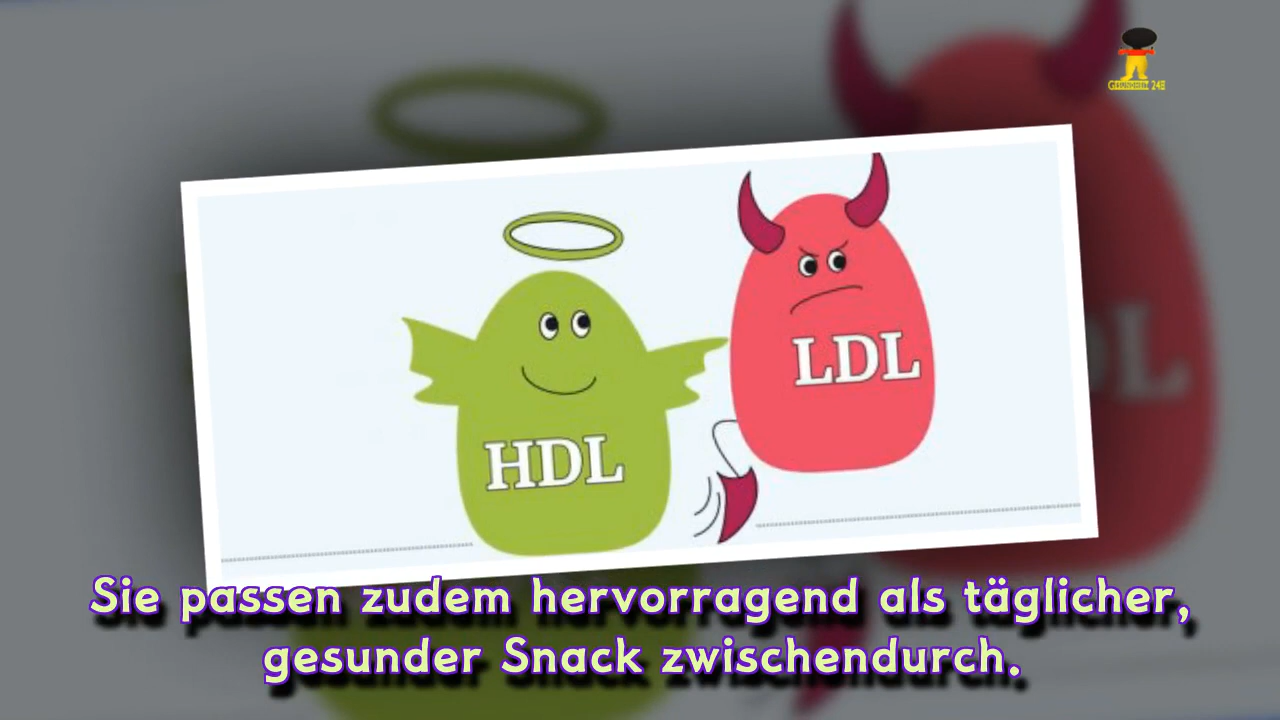 LDL
HDL
Sie passen zudem hervorragend als täglicher,
gesunder Snack zwischendurch.